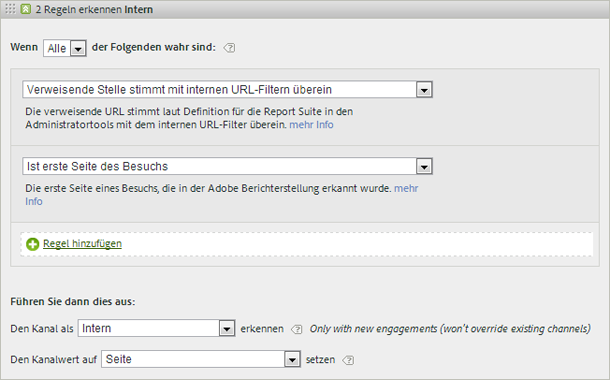 2 Regeln erkennen Intern
Wenn Alle der Folgenden wahr sind: ?
Verweisende Stelle stimmt mit internen URL-Filtern überein
Die verweisende URL stimmt laut Definition für die Report Suite in den
Administratortools mit dem internen URL-Filter überein. mehr Info
Ist erste Seite des Besuchs
Die erste Seite eines Besuchs, die in der Adobe Berichterstellung erkannt wurde. mehr
Info
Regel hinzufügen
Führen Sie dann dies aus:
Den Kanal als Intern erkennen ? Only with new engagements (won't override existing channels)
Den Kanalwert auf Seite setzen ?